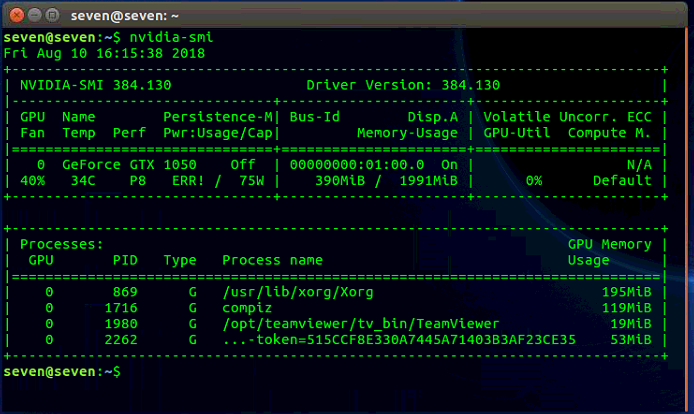 seven@seven: ~
seven@seven:~$ nvidia-smi
Fri Aug 10 16:15:38 2018
+-----------------------------------------------------------------------------+
| NVIDIA-SMI 384.130                Driver Version: 384.130                   |
|-------------------------------+----------------------+----------------------+
| GPU  Name        Persistence-M| Bus-Id        Disp.A | Volatile Uncorr. ECC |
| Fan  Temp  Perf  Pwr:Usage/Cap|         Memory-Usage | GPU-Util  Compute M. |
|===============================+======================+======================|
|   0  GeForce GTX 1050    Off  | 00000000:01:00.0  On |                  N/A |
| 40%   34C    P8   ERR! /  75W |    390MiB /  1991MiB |      0%      Default |
+-------------------------------+----------------------+----------------------+
+-----------------------------------------------------------------------------+
| Processes:                                                       GPU Memory |
|  GPU       PID   Type   Process name                             Usage      |
|=============================================================================|
|    0       869      G   /usr/lib/xorg/Xorg                           195MiB |
|    0      1716      G   compiz                                       119MiB |
|    0      1980      G   /opt/teamviewer/tv_bin/TeamViewer             19MiB |
|    0      2262      G   ...-token=515CCF8E330A7445A71403B3AF23CE35    53MiB |
+-----------------------------------------------------------------------------+
seven@seven:~$